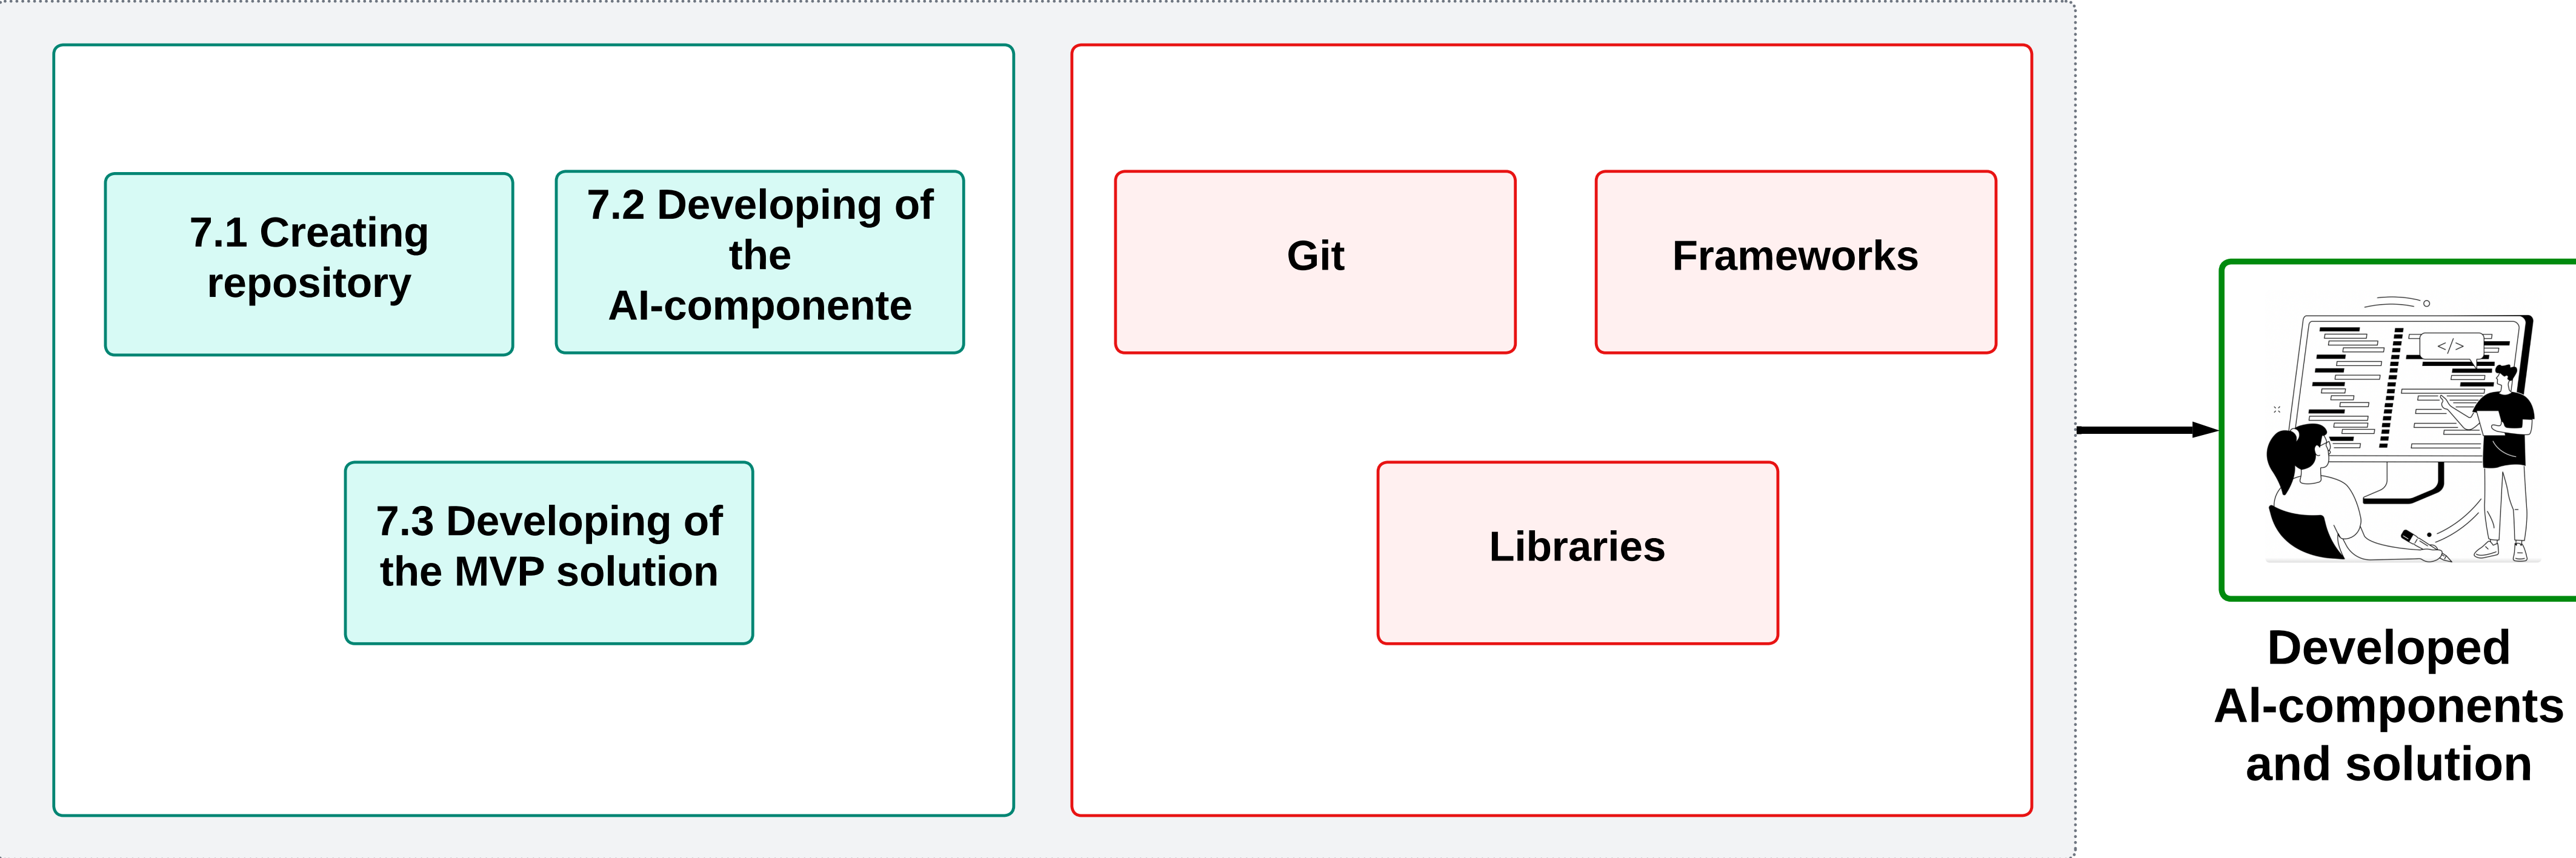 7.1 Creating
repository
7.2 Developing of
the
AI-componente
7.3 Developing of
the MVP solution
Git
Frameworks
Libraries
</>
Developed
AI-components
and solution